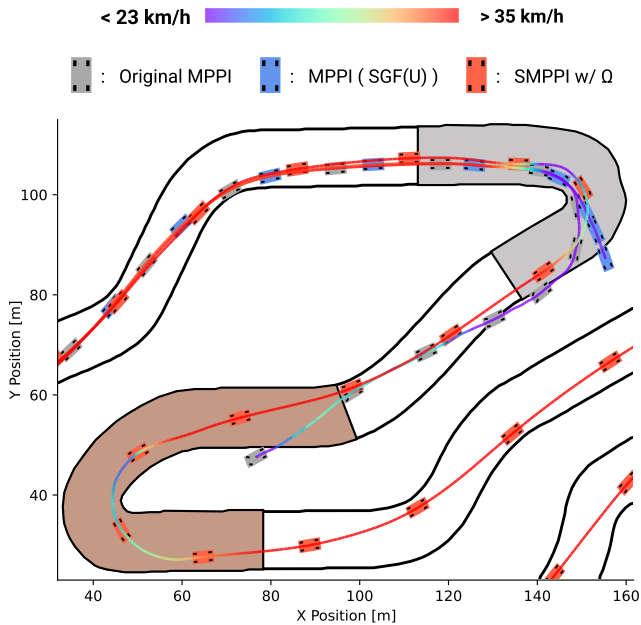 < 23 km/h > 35 km/h
: Original MPPI : MPPI ( SGF(U) ) : SMPPI w/ Ω
100
80
60
40
Y Position [m]
40 60 80 100 120 140 160
X Position [m]